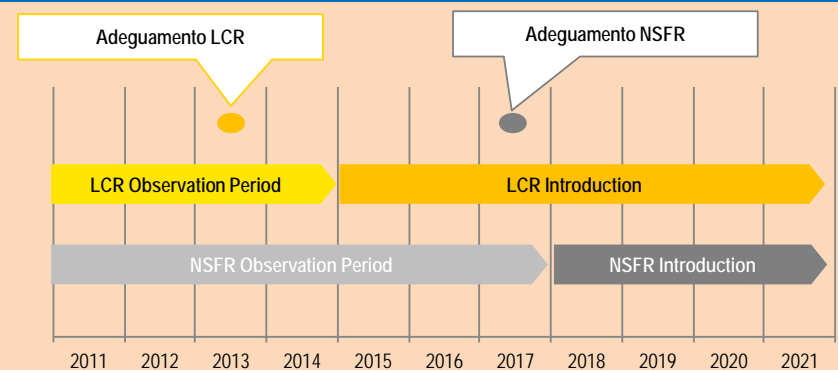 Adeguamento LCR
Adeguamento NSFR
LCR Observation Period
LCR Introduction
NSFR Observation Period
NSFR Introduction
2011 2012 2013 2014 2015 2016 2017 2018 2019 2020 2021